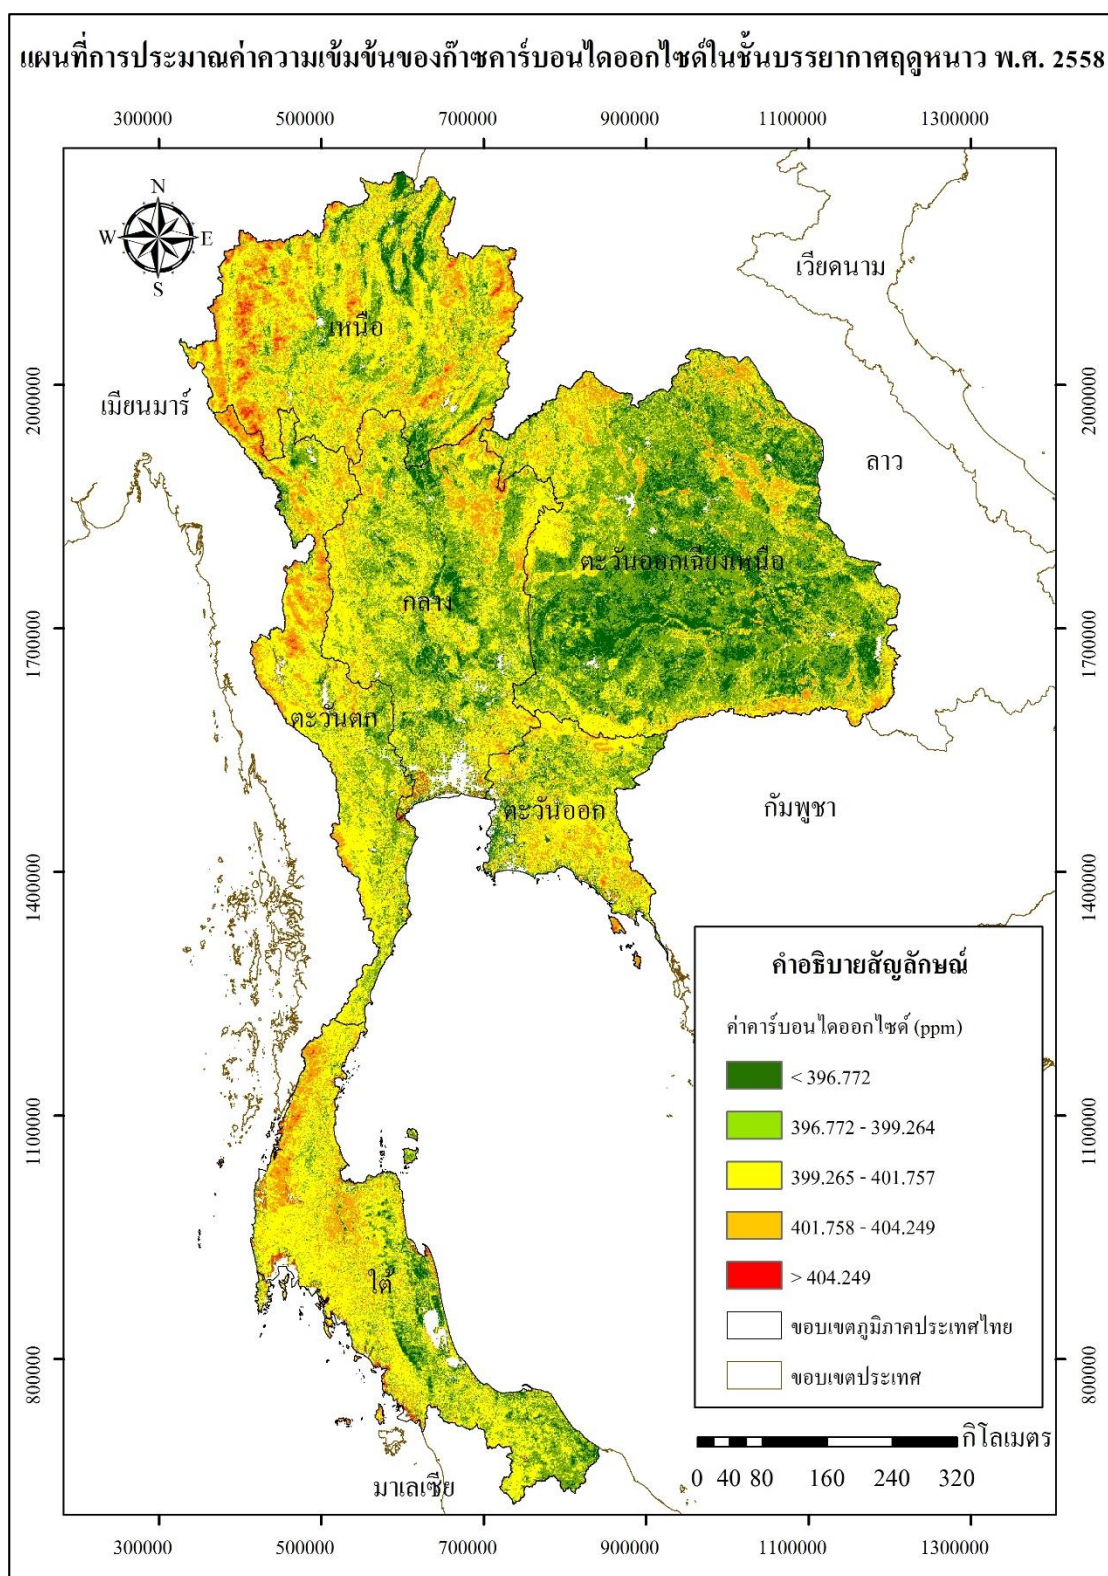 แผนที่การประมาณค่าความเข้มข้นของก๊าซคาร์บอนไดออกไซด์ในชั้นบรรยากาศฤดูหนาว พ.ศ. 2558
300000 500000 700000 900000 1100000 1300000
N
W E
S
เวียดนาม
เหนือ
2000000 2000000
เมียนมาร์
ลาว
ตะวันออกเฉียงเหนือ
กลาง
1700000 1700000
ตะวันตก
ตะวันออก
กัมพูชา
1400000 1400000
คำอธิบายสัญลักษณ์
ค่าคาร์บอนไดออกไซด์ (ppm)
< 396.772
1100000 1100000
396.772 - 399.264
399.265 - 401.757
401.758 - 404.249
> 404.249
ใต้
ขอบเขตภูมิภาคประเทศไทย
800000 800000
ขอบเขตประเทศ
กิโลเมตร
0 40 80 160 240 320
มาเลเซีย
300000 500000 700000 900000 1100000 1300000